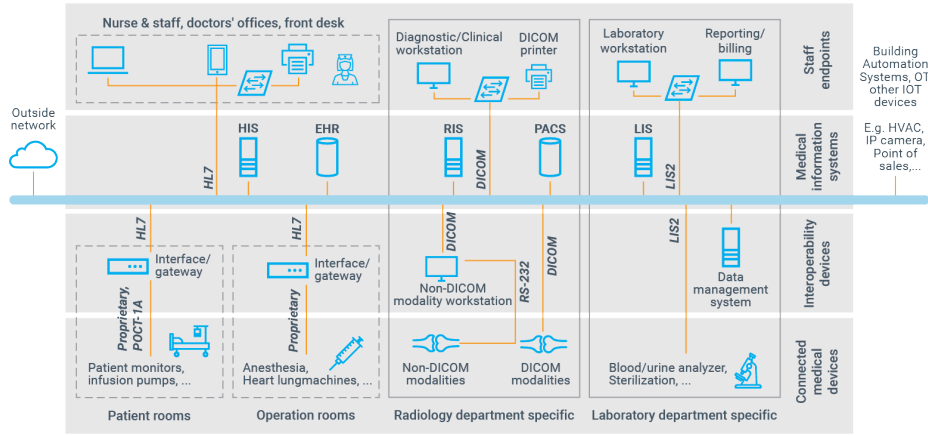 Nurse & staff, doctors' offices, front desk
Diagnostic/Clinical
workstation
DICOM
printer
Laboratory
workstation
Reporting/
billing
Staff
endpoints
Building
Automation
Systems, OT
other IOT
devices
E.g. HVAC,
IP camera,
Point of
sales,...
Outside
network
HL7
HIS
EHR
RIS
DICOM
PACS
LIS
LIS2
Medical
information
systems
HL7
Interface/
gateway
HL7
Interface/
gateway
DICOM
Non-DICOM
modality workstation
RS-232
DICOM
LIS2
Data
management
system
Interoperability
devices
Proprietary,
POCT-1A
Patient monitors,
infusion pumps, ...
Proprietary
Anesthesia,
Heart lungmachines, ...
Non-DICOM
modalities
DICOM
modalities
Blood/urine analyzer,
Sterilization, ...
Connected
medical
devices
Patient rooms
Operation rooms
Radiology department specific
Laboratory department specific